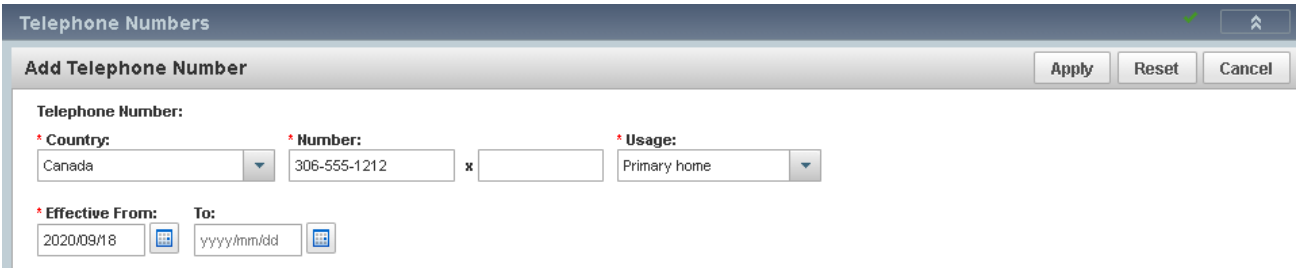 Telephone Numbers
Add Telephone Number Apply Reset Cancel
Telephone Number:
* Country: * Number: * Usage:
Canada 306-555-1212 x Primary home
* Effective From: To:
2020/09/18 yyyy/mm/dd